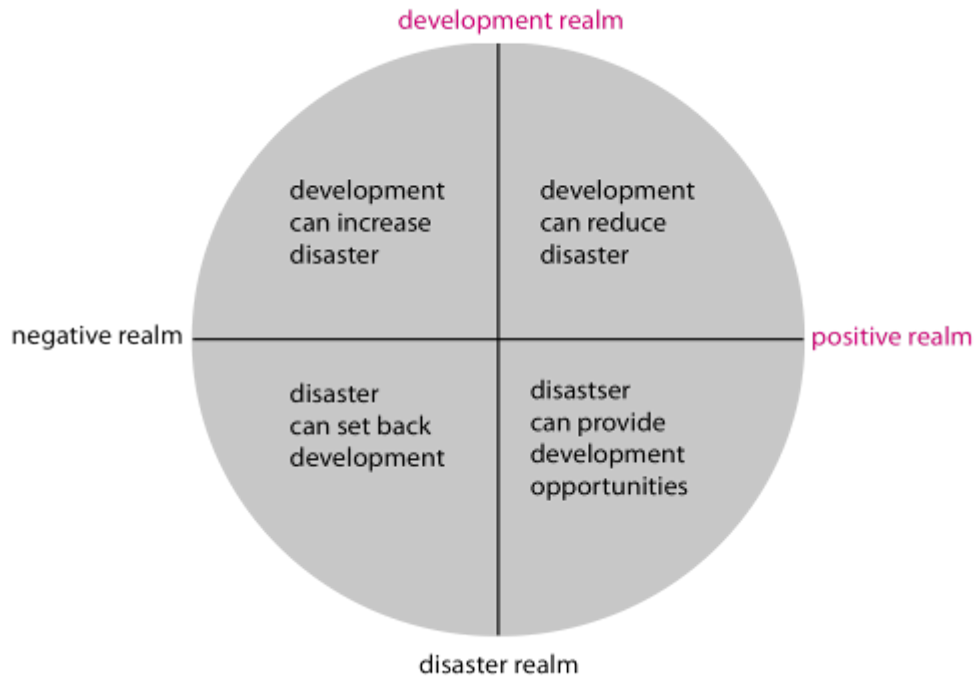 development realm
development
can increase
disaster
development
can reduce
disaster
negative realm
positive realm
disaster
can set back
development
disastser
can provide
development
opportunities
disaster realm